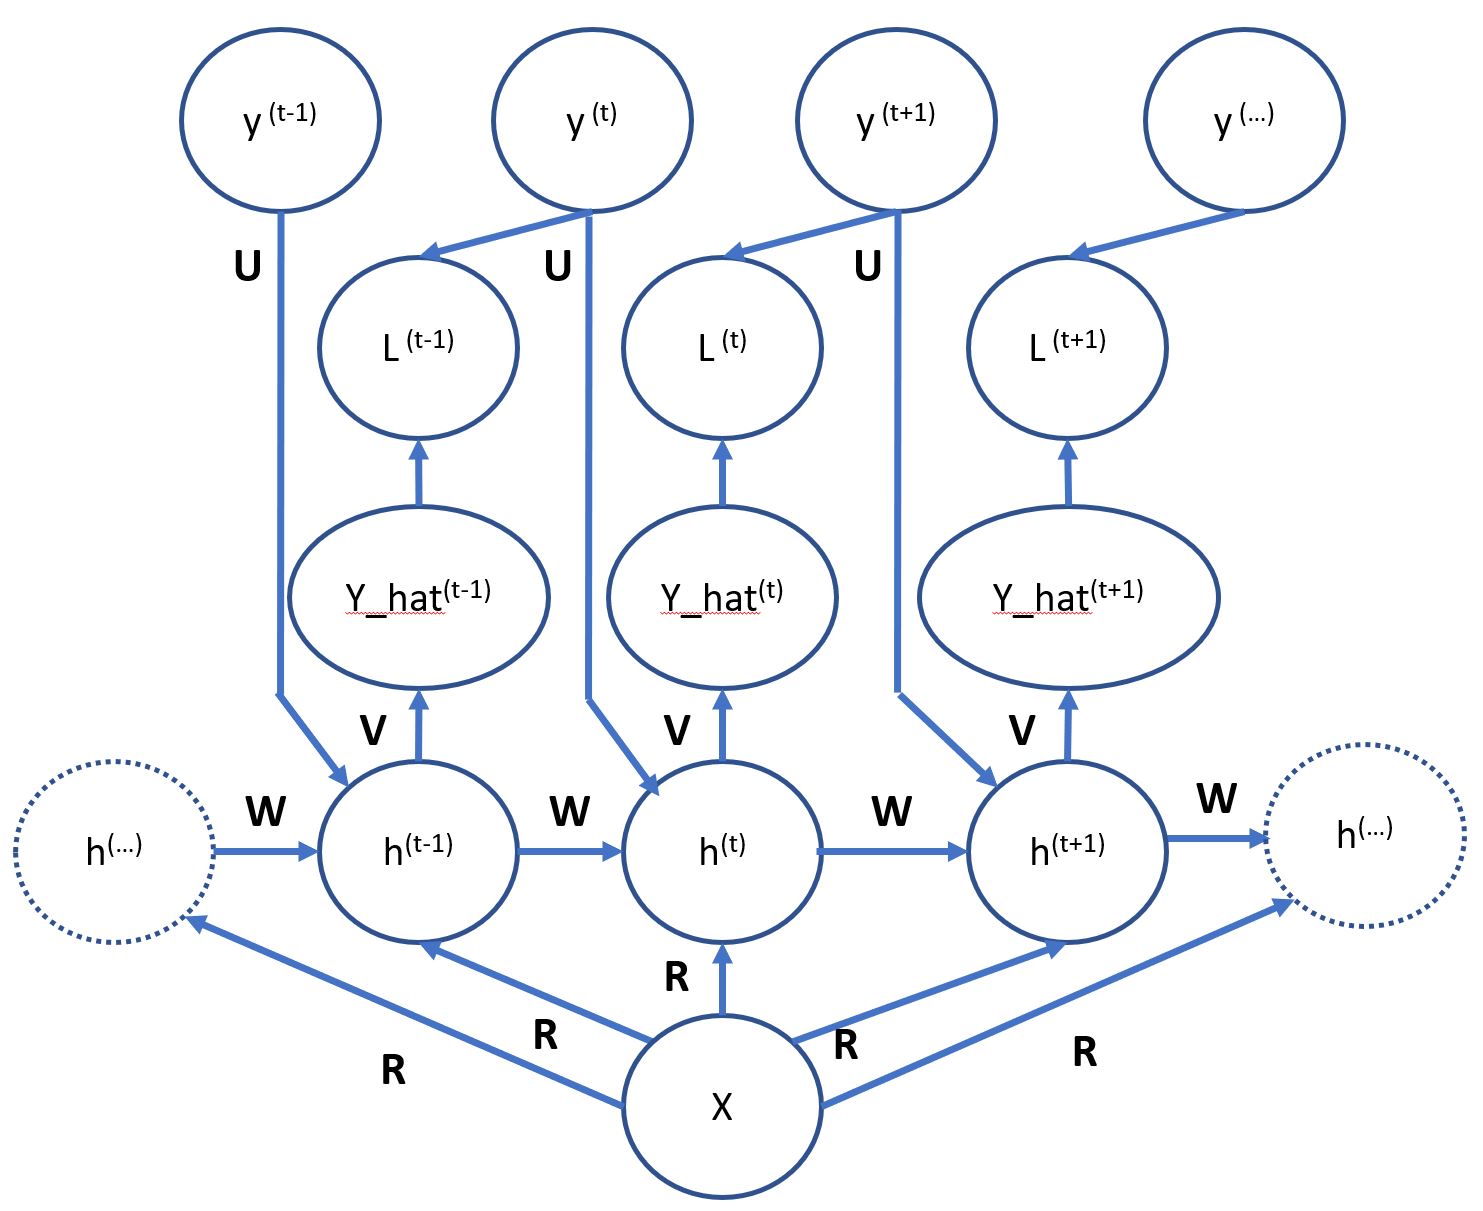 y (t-1)
y (t)
y (t+1)
y (...)
U
U
U
L (t-1)
L (t)
L (t+1)
Y_hat(t-1)
Y_hat(t)
Y_hat(t+1)
V
V
V
h(...)
W
h(t-1)
W
h(t)
W
h(t+1)
W
h(...)
R
R
R
R
R
X